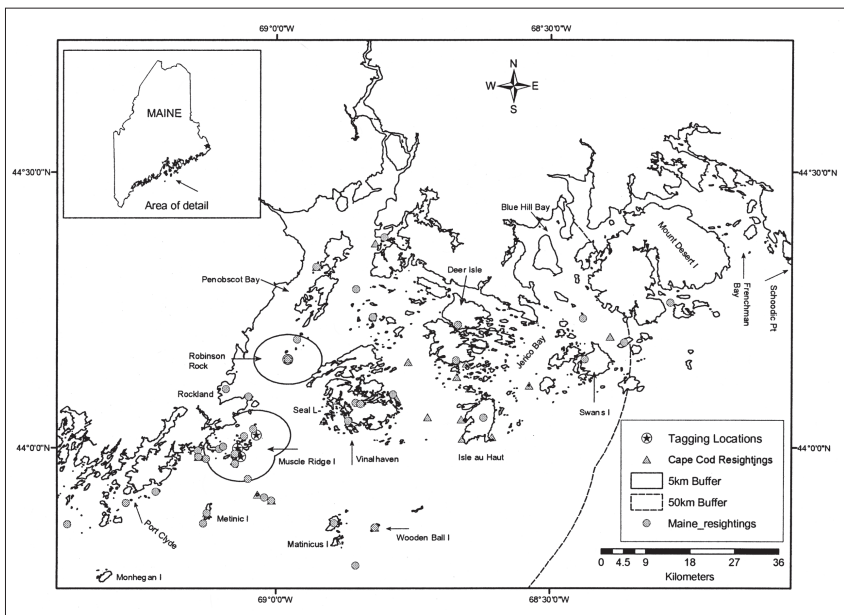 69°0'0"W
68°30'0"W
N
W
E
S
MAINE
Area of detail
44°30'0"N
44°30'0"N
Blue Hill Bay
Mount Desert I
Penobscot Bay
Deer Isle
Frenchman
Bay
Schoodic Pt
Robinson
Rock
Jerico Bay
Rockland
Seal L
Swans I
44°0'0"N
44°0'0"N
Muscle Ridge I
Vinalhaven
Isle au Haut
Port Clyde
Metinic I
Matinicus I
Wooden Ball I
Monhegan I
Tagging Locations
Cape Cod Resightings
5km Buffer
50km Buffer
Maine_resightings
0 4.5 9 18 27 36
Kilometers
69°0'0"W
68°30'0"W